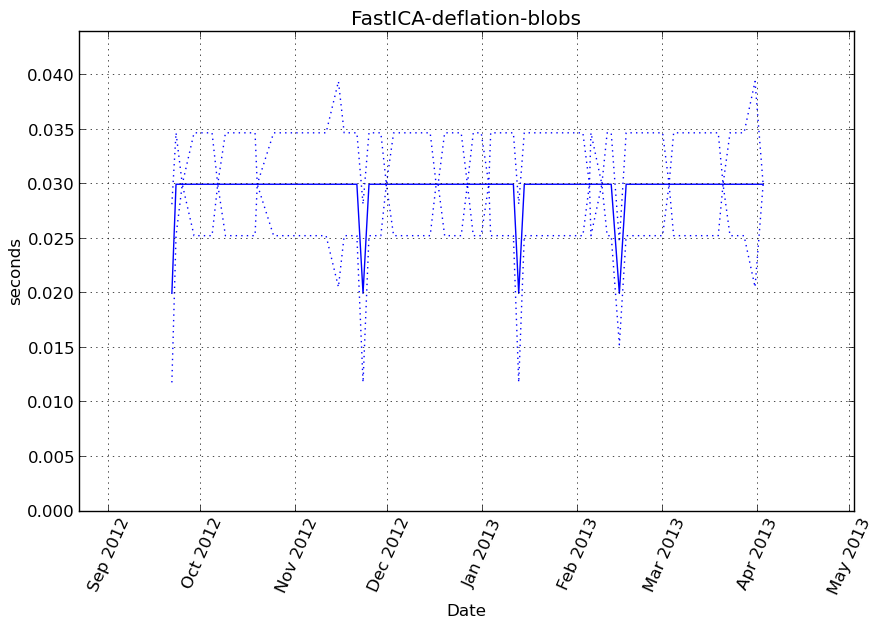 FastICA-deflation-blobs
0.040
0.035
0.030
0.025
0.020
0.015
0.010
0.005
0.000
seconds
Sep 2012
Oct 2012
Nov 2012
Dec 2012
Jan 2013
Feb 2013
Mar 2013
Apr 2013
May 2013
Date